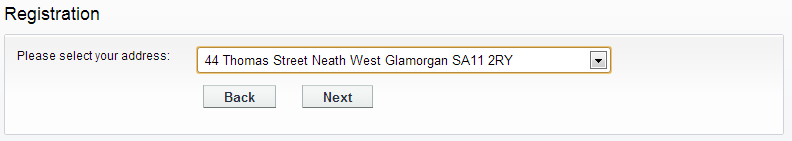 Registration
Please select your address: 44 Thomas Street Neath West Glamorgan SA11 2RY
Back Next